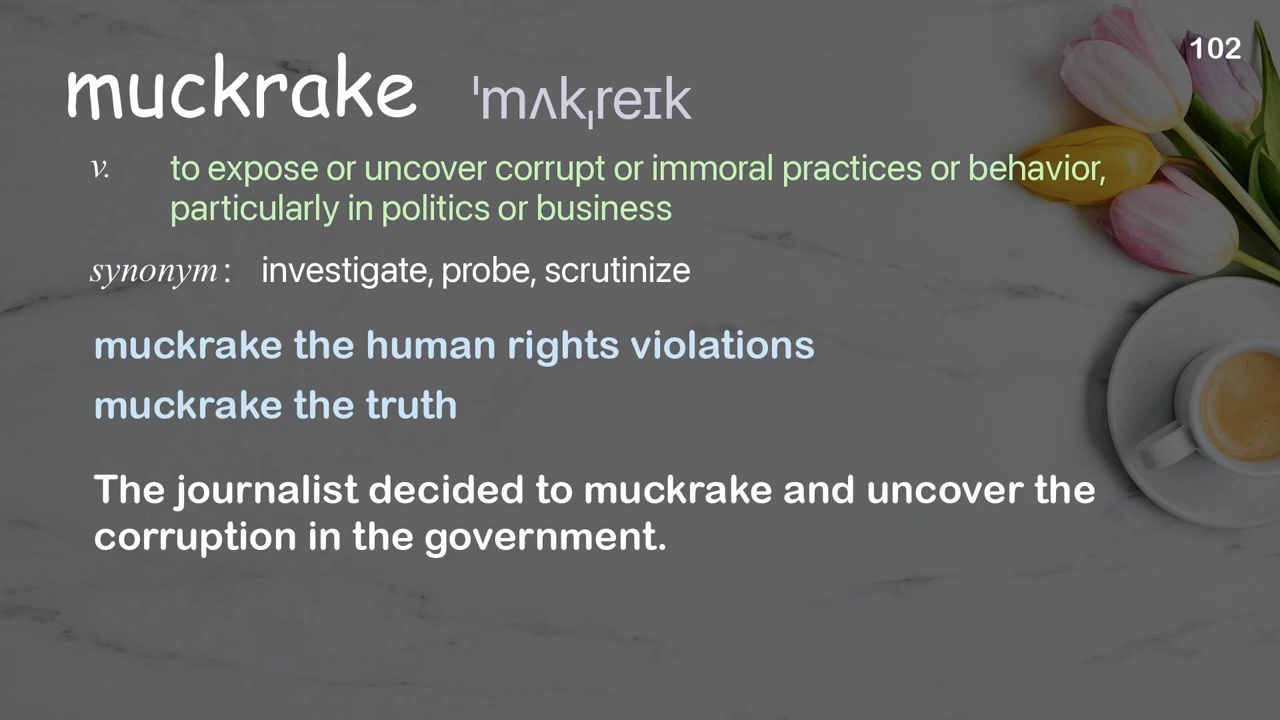 102
muckrake ˈmʌkˌreɪk
v. to expose or uncover corrupt or immoral practices or behavior,
particularly in politics or business
synonym: investigate, probe, scrutinize
muckrake the human rights violations
muckrake the truth
The journalist decided to muckrake and uncover the
corruption in the government.